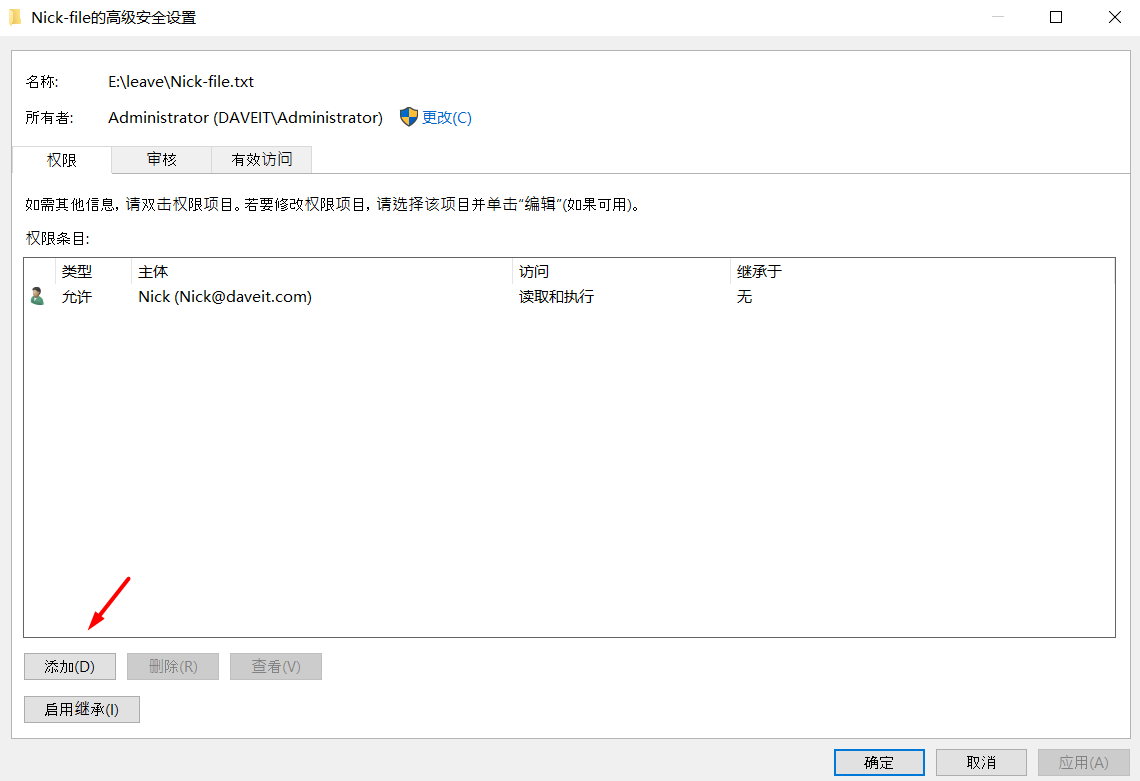 Nick-file的高级安全设置
名称: E:\leave\Nick-file.txt
所有者: Administrator (DAVEIT\Administrator) 更改(C)
权限 审核 有效访问
如需其他信息，请双击权限项目。若要修改权限项目，请选择该项目并单击"编辑"(如果可用)。
权限条目:
类型 主体 访问 继承于
允许 Nick (Nick@daveit.com) 读取和执行 无
添加(D) 删除(R) 查看(V)
启用继承(I)
确定 取消 应用(A)